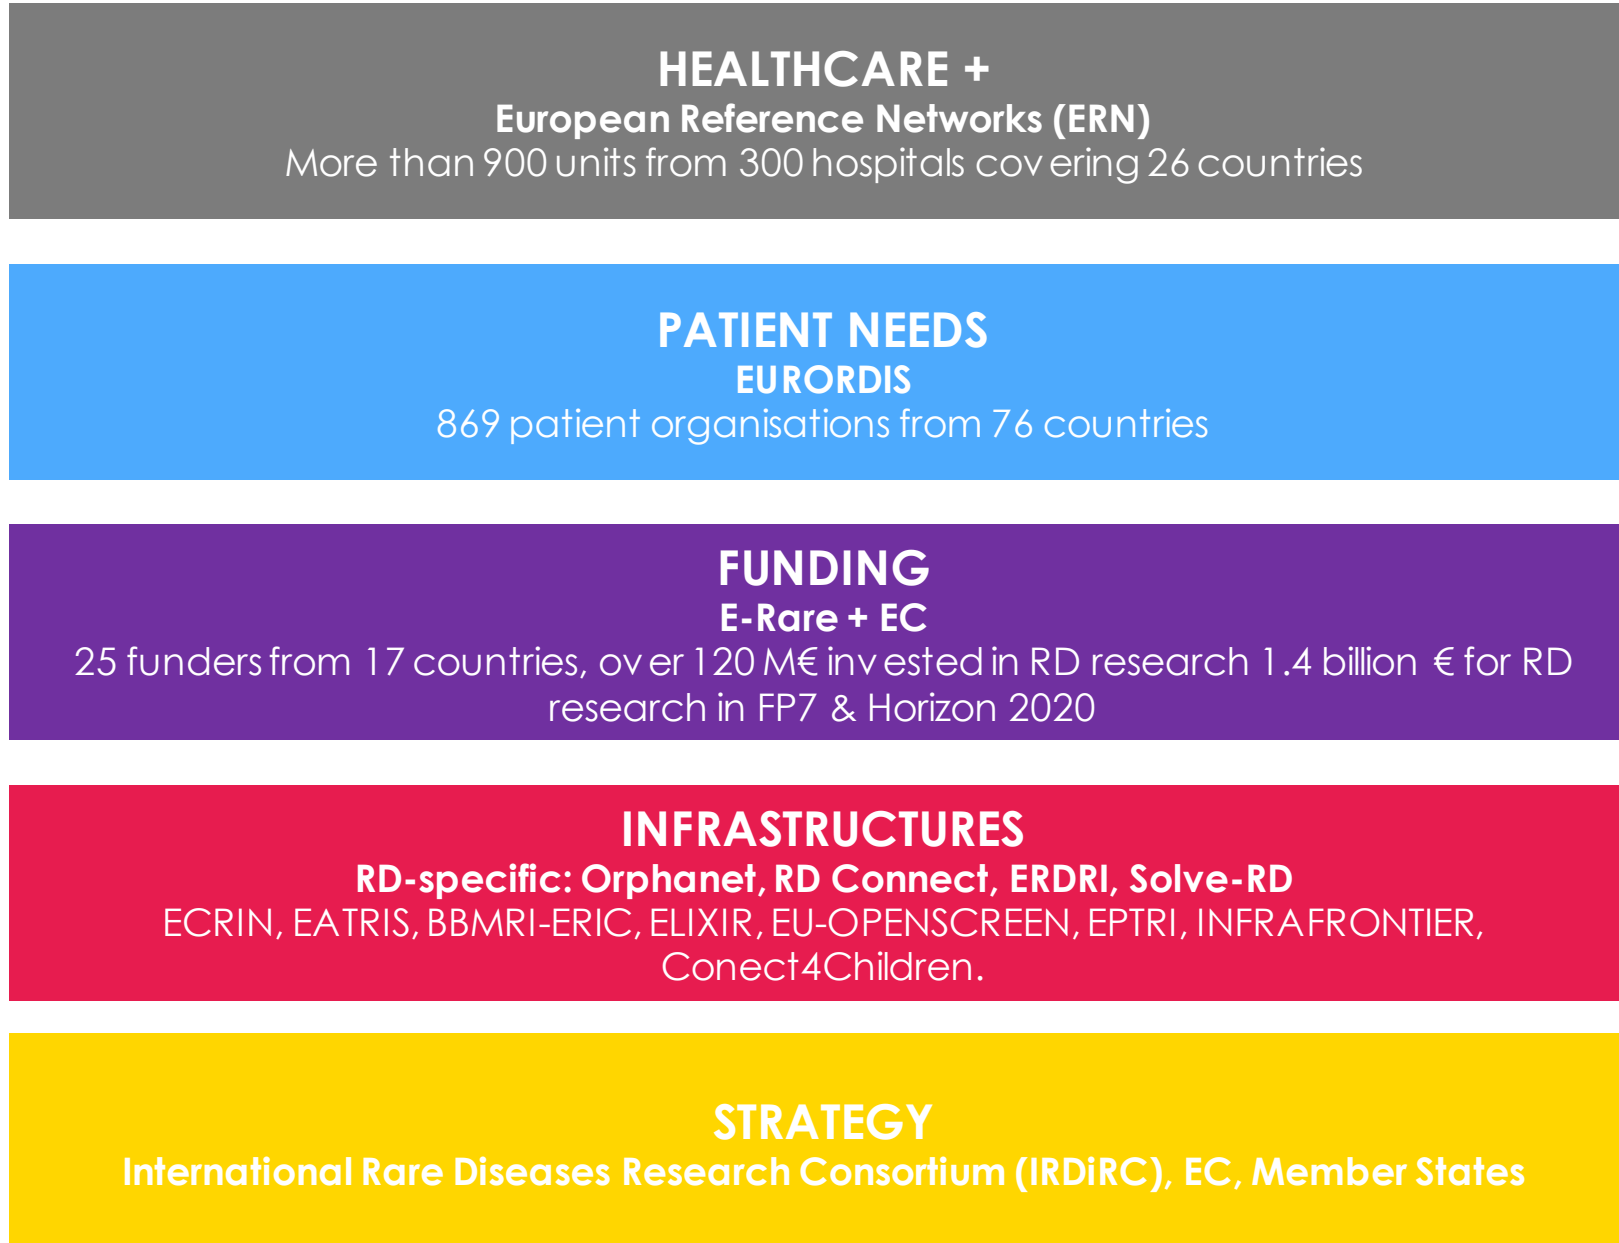 HEALTHCARE +
European Reference Networks (ERN)
More than 900 units from 300 hospitals covering 26 countries
PATIENT NEEDS
EURORDIS
869 patient organisations from 76 countries
FUNDING
E-Rare + EC
25 funders from 17 countries, over 120 M€ invested in RD research 1.4 billion € for RD
research in FP7 & Horizon 2020
INFRASTRUCTURES
RD-specific: Orphanet, RD Connect, ERDRI, Solve-RD
ECRIN, EATRIS, BBMRI-ERIC, ELIXIR, EU-OPENSCREEN, EPTRI, INFRAFRONTIER,
Conect4Children.
STRATEGY
International Rare Diseases Research Consortium (IRDiRC), EC, Member States